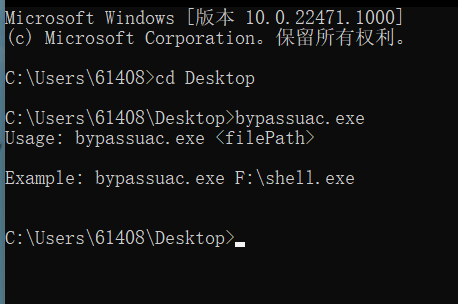 Microsoft Windows [版本 10.0.22471.1000]
(c) Microsoft Corporation。保留所有权利。
C:\Users\61408>cd Desktop
C:\Users\61408\Desktop>bypassuac.exe
Usage: bypassuac.exe <filePath>
Example: bypassuac.exe F:\shell.exe
C:\Users\61408\Desktop>